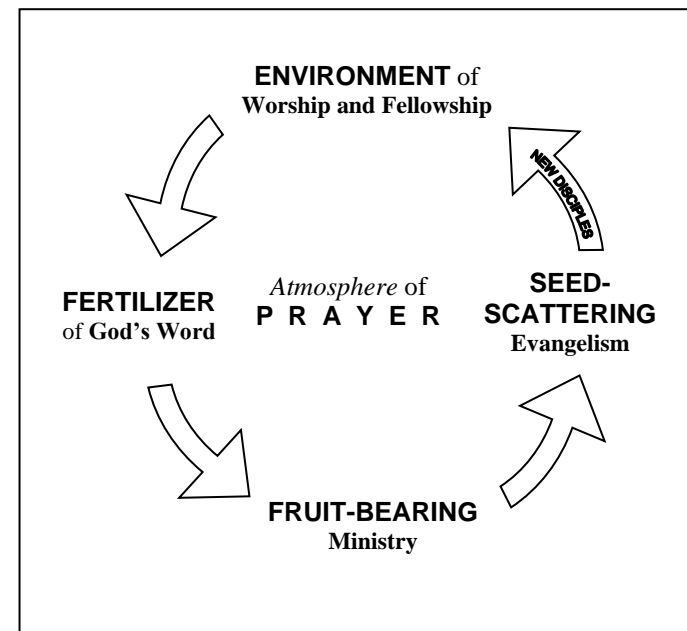 ENVIRONMENT of
Worship and Fellowship
NEW DISCIPLES
FERTILIZER
of God's Word
Atmosphere of
P R A Y E R
SEED-
SCATTERING
Evangelism
FRUIT-BEARING
Ministry